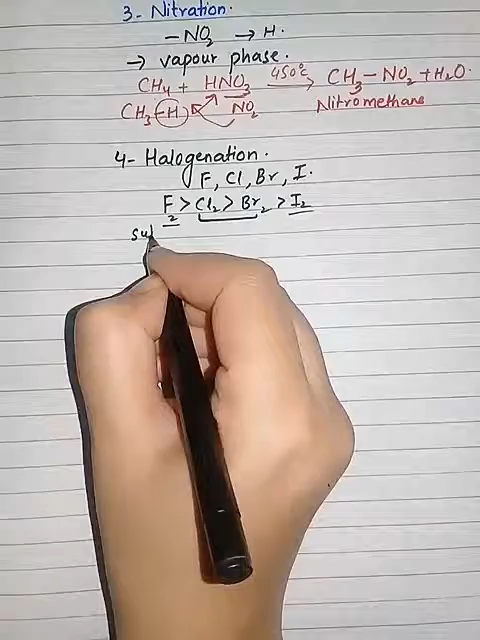 3- Nitration.
-NO2 → H.
→ vapour phase.
CH4 + HNO3 450°C → CH3-NO2 + H2O.
CH3-H NO2 Nitromethane
4- Halogenation.
F, Cl, Br, I.
F2 > Cl2 > Br2 > I2
sub